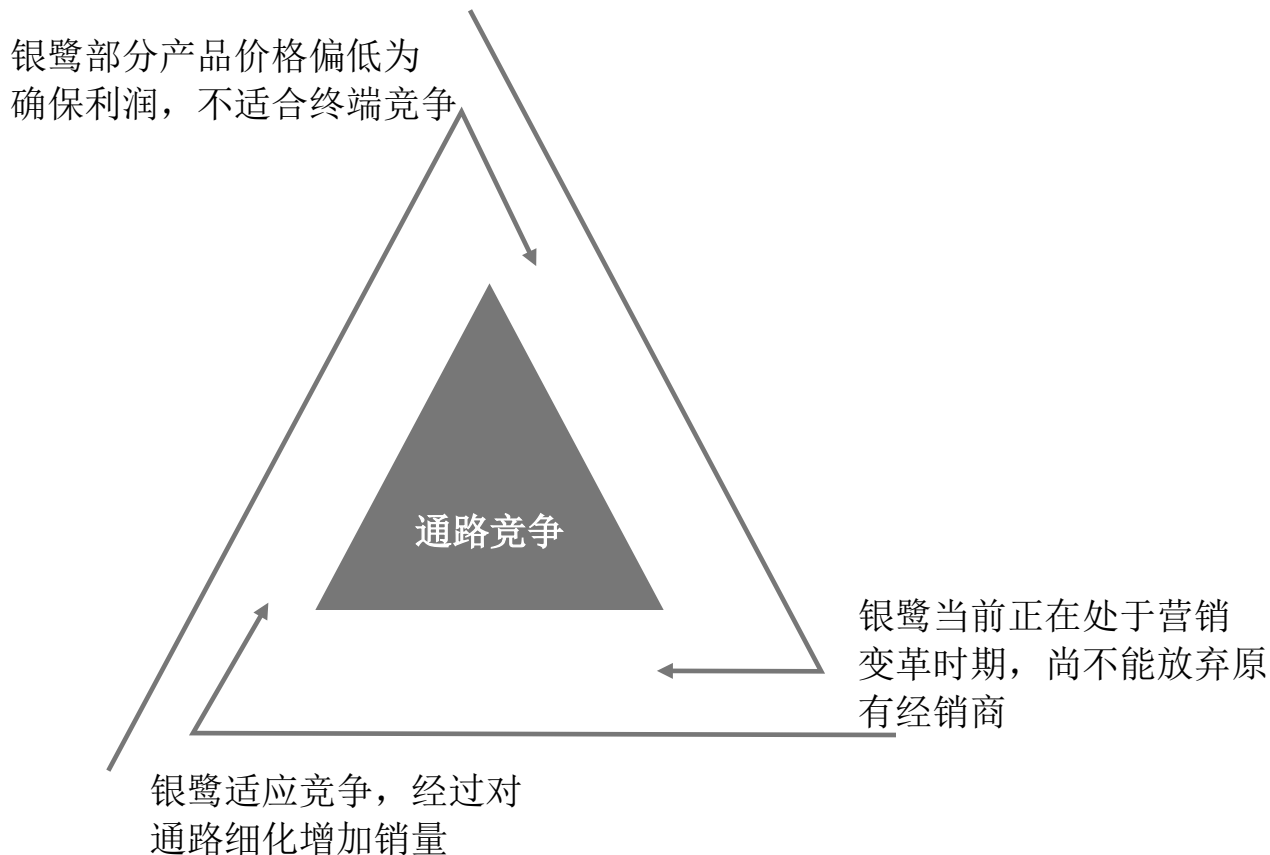 银鹭部分产品价格偏低为
确保利润，不适合终端竞争
通路竞争
银鹭当前正在处于营销
变革时期，尚不能放弃原
有经销商
银鹭适应竞争，经过对
通路细化增加销量